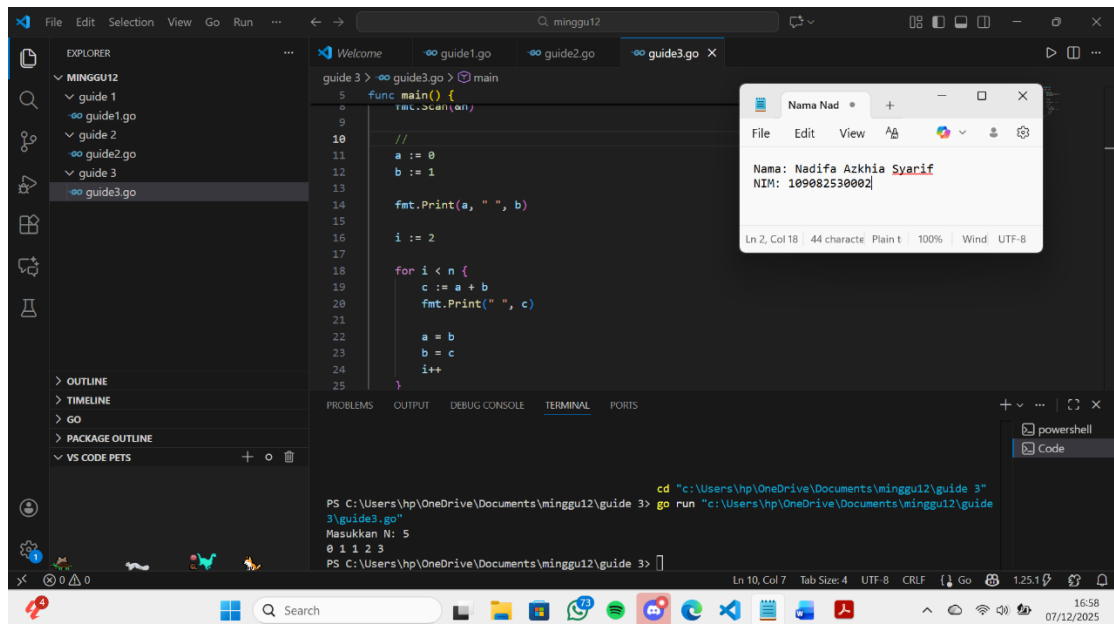 File Edit Selection View Go Run ··· minggu12
EXPLORER ···
MINGGU12
guide 1
guide1.go
guide 2
guide2.go
guide 3
guide3.go
OUTLINE
TIMELINE
GO
PACKAGE OUTLINE
VS CODE PETS
Welcome guide1.go guide2.go guide3.go
guide 3 > guide3.go > main
5 func main() {
8 fmt.Scan(&n)
9
10 //
11 a := 0
12 b := 1
13
14 fmt.Print(a, " ", b)
15
16 i := 2
17
18 for i < n {
19 c := a + b
20 fmt.Print(" ", c)
21
22 a = b
23 b = c
24 i++
25 }
Nama Nad
File Edit View
Nama: Nadifa Azkhia Syarif
NIM: 109082530002
Ln 2, Col 18 44 characte Plain t 100% Wind UTF-8
PROBLEMS OUTPUT DEBUG CONSOLE TERMINAL PORTS
powershell
Code
cd "c:\Users\hp\OneDrive\Documents\minggu12\guide 3"
PS C:\Users\hp\OneDrive\Documents\minggu12\guide 3> go run "c:\Users\hp\OneDrive\Documents\minggu12\guide
3\guide3.go"
Masukkan N: 5
0 1 1 2 3
PS C:\Users\hp\OneDrive\Documents\minggu12\guide 3>
0 0 Ln 10, Col 7 Tab Size: 4 UTF-8 CRLF Go 1.25.1
Search
16:58
07/12/2025